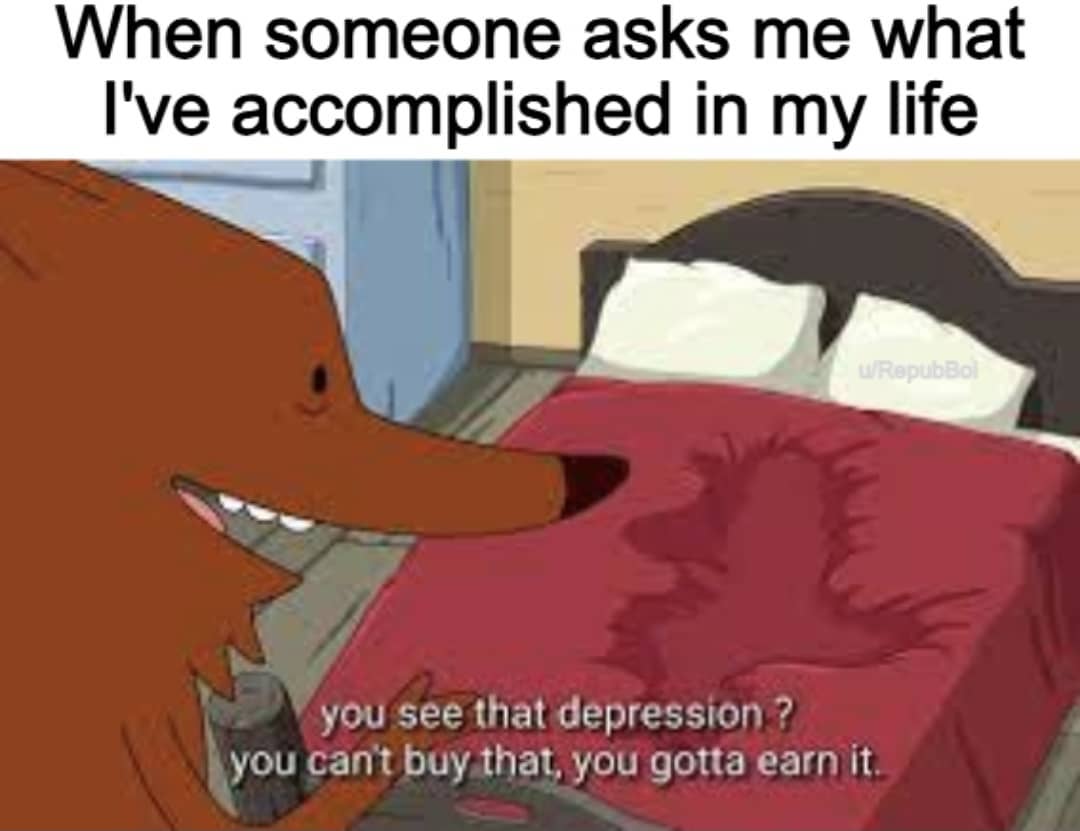 When someone asks me what
I've accomplished in my life
u/RepubBoi
you see that depression ?
you can't buy that, you gotta earn it.